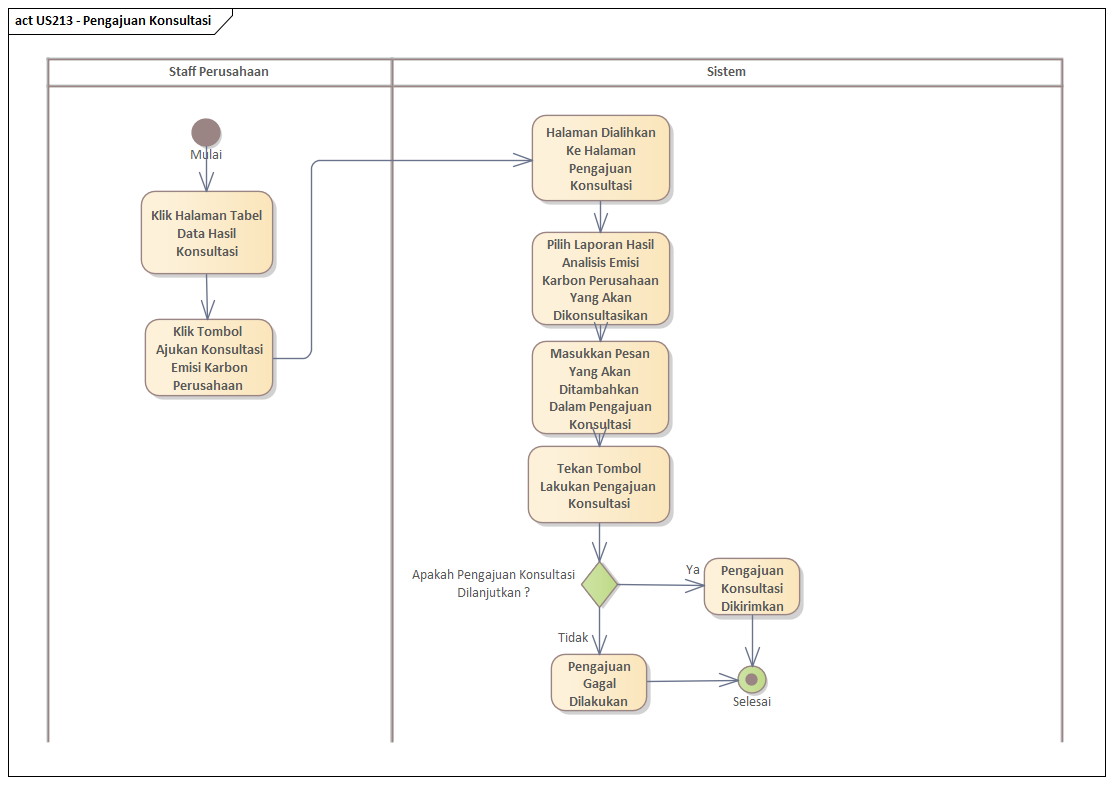 act US213 - Pengajuan Konsultasi
Staff Perusahaan
Sistem
Mulai
Klik Halaman Tabel
Data Hasil
Konsultasi
Klik Tombol
Ajukan Konsultasi
Emisi Karbon
Perusahaan
Halaman Dialihkan
Ke Halaman
Pengajuan
Konsultasi
Pilih Laporan Hasil
Analisis Emisi
Karbon Perusahaan
Yang Akan
Dikonsultasikan
Masukkan Pesan
Yang Akan
Ditambahkan
Dalam Pengajuan
Konsultasi
Tekan Tombol
Lakukan Pengajuan
Konsultasi
Apakah Pengajuan Konsultasi
Dilanjutkan ?
Ya
Pengajuan
Konsultasi
Dikirimkan
Tidak
Pengajuan
Gagal
Dilakukan
Selesai